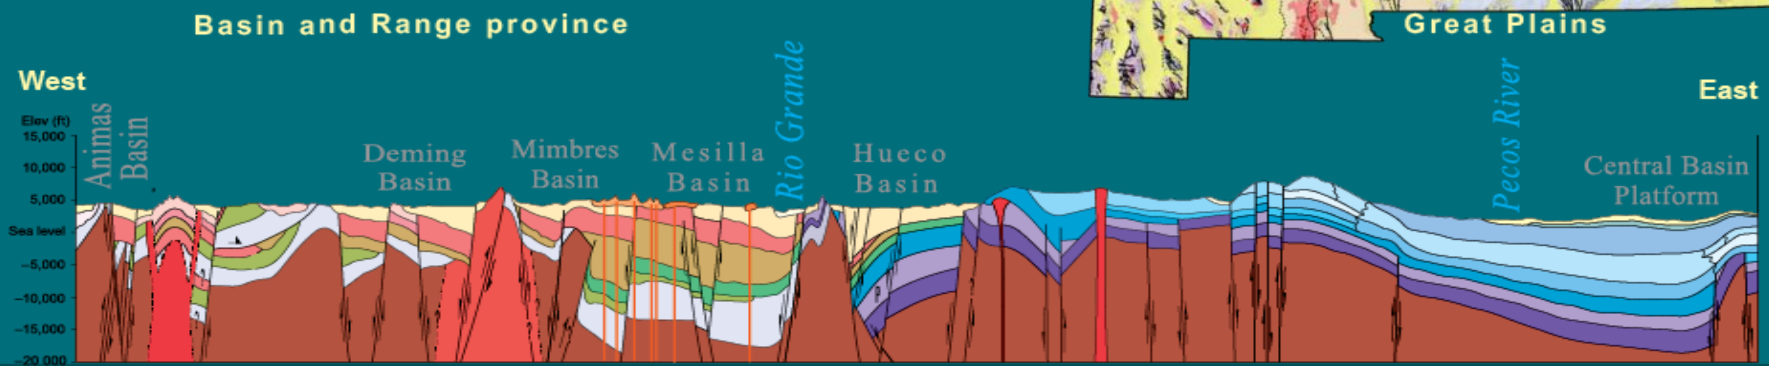 Basin and Range province
Great Plains
West
East
Elev (ft)
15,000
10,000
5,000
Sea level
−5,000
−10,000
−15,000
−20 000
Animas
Basin
Deming
Basin
Mimbres
Basin
Mesilla
Basin
Rio Grande
Hueco
Basin
Pecos River
Central Basin
Platform